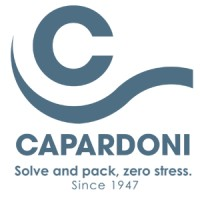 C
CAPARDONI
Solve and pack, zero stress.
Since 1947